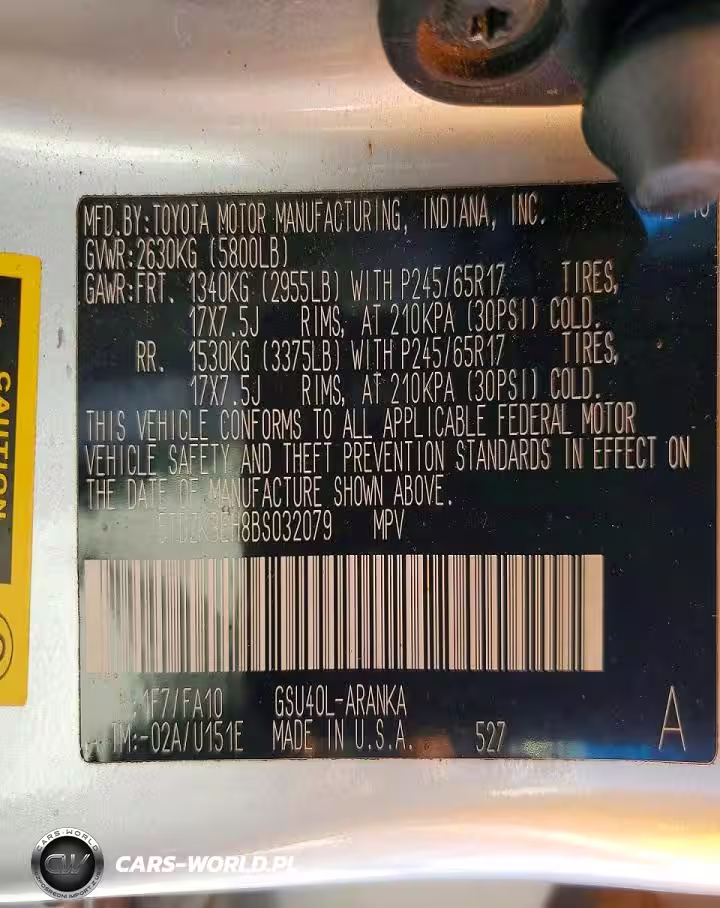 MFD.BY:TOYOTA MOTOR MANUFACTURING, INDIANA, INC.
GVWR:2630KG (5800LB)
GAWR:FRT. 1340KG (2955LB) WITH P245/65R17 TIRES,
17X7.5J RIMS, AT 210KPA (30PSI) COLD.
RR. 1530KG (3375LB) WITH P245/65R17 TIRES,
17X7.5J RIMS, AT 210KPA (30PSI) COLD.
THIS VEHICLE CONFORMS TO ALL APPLICABLE FEDERAL MOTOR
VEHICLE SAFETY AND THEFT PREVENTION STANDARDS IN EFFECT ON
THE DATE OF MANUFACTURE SHOWN ABOVE.
5TDZK3EH8BS032079 MPV
:1F7/FA10 GSU40L-ARANKA
TM:-02A/U151E MADE IN U.S.A. 527 A
CAUTION
CARS-WORLD
CW
CARS-WORLD.PL